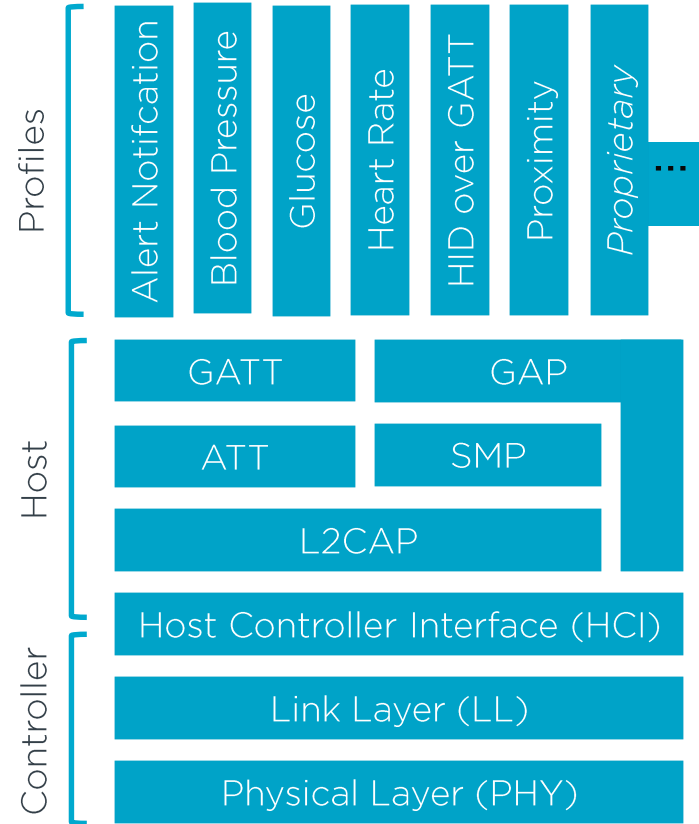 Profiles
Alert Notifcation
Blood Pressure
Glucose
Heart Rate
HID over GATT
Proximity
Proprietary
...
Host
GATT
GAP
ATT
SMP
L2CAP
Host Controller Interface (HCI)
Controller
Link Layer (LL)
Physical Layer (PHY)